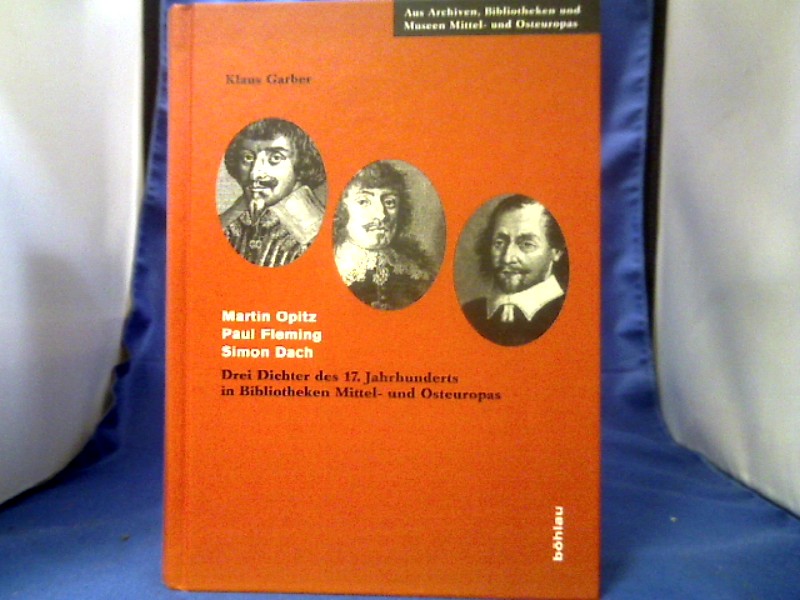 Aus Archiven, Bibliotheken und
Museen Mittel- und Osteuropas
Klaus Garber
Martin Opitz
Paul Fleming
Simon Dach
Drei Dichter des 17. Jahrhunderts
in Bibliotheken Mittel- und Osteuropas
böhlau